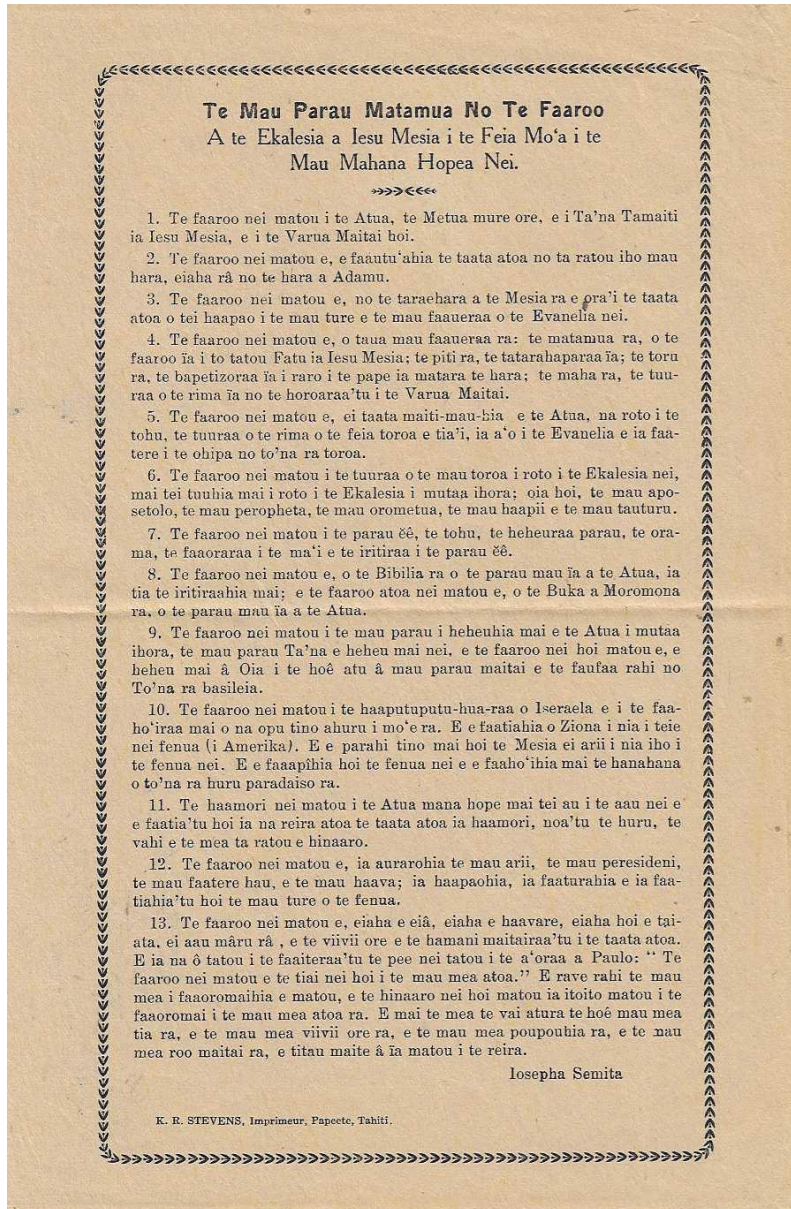 Te Mau Parau Matamua No Te Faaroo
A te Ekalesia a Iesu Mesia i te Feia Mo‘a i te
Mau Mahana Hopea Nei.
1. Te faaroo nei matou i te Atua, te Metua mure ore, e i Ta’na Tamaiti
ia Iesu Mesia, e i te Varua Maitai hoi.
2. Te faaroo nei matou e, e faautu‘ahia te taata atoa no ta ratou iho mau
hara, eiaha râ no te hara a Adamu.
3. Te faaroo nei matou e, no te taraehara a te Mesia ra e ora’i te taata
atoa o tei haapao i te mau ture e te mau faaueraa o te Evanelia nei.
4. Te faaroo nei matou e, o taua mau faaueraa ra: te matamua ra, o te
faaroo ïa i to tatou Fatu ia Iesu Mesia; te piti ra, te tatarahaparaa ïa; te toru
ra, te bapetizoraa ïa i raro i te pape ia matara te hara; te maha ra, te tuu-
raa o te rima ïa no te horoaraa’tu i te Varua Maitai.
5. Te faaroo nei matou e, ei taata maiti-mau-hia e te Atua, na roto i te
tohu, te tuuraa o te rima o te feia toroa e tia’i, ia a‘o i te Evanelia e ia faa-
tere i te ohipa no to’na ra toroa.
6. Te faaroo nei matou i te tuuraa o te mau toroa i roto i te Ekalesia nei,
mai tei tuuhia mai i roto i te Ekalesia i mutaa ihora; oia hoi, te mau apo-
setolo, te mau peropheta, te mau orometua, te mau haapii e te mau tauturu.
7. Te faaroo nei matou i te parau ĕê, te tohu, te heheuraa parau, te ora-
ma, te faaoraraa i te ma‘i e te iritiraa i te parau ĕê.
8. Te faaroo nei matou e, o te Bibilia ra o te parau mau ïa a te Atua, ia
tia te iritiraahia mai; e te faaroo atoa nei matou e, o te Buka a Moromona
ra, o te parau mau ïa a te Atua.
9. Te faaroo nei matou i te mau parau i heheuhia mai e te Atua i mutaa
ihora, te mau parau Ta’na e heheu mai nei, e te faaroo nei hoi matou e, e
heheu mai â Oia i te hoê atu â mau parau maitai e te faufaa rahi no
To’na ra basileia.
10. Te faaroo nei matou i te haaputuputu-hua-raa o Iseraela e i te faa-
ho‘iraa mai o na opu tino ahuru i mo‘e ra. E e faatiahia o Ziona i nia i teie
nei fenua (i Amerika). E e parahi tino mai hoi te Mesia ei arii i nia iho i
te fenua nei. E e faaapîhia hoi te fenua nei e e faaho‘ihia mai te hanahana
o to’na ra huru paradaiso ra.
11. Te haamori nei matou i te Atua mana hope mai tei au i te aau nei e
e faatia’tu hoi ia na reira atoa te taata atoa ia haamori, noa’tu te huru, te
vahi e te mea ta ratou e hinaaro.
12. Te faaroo nei matou e, ia aurarohia te mau arii, te mau peresideni,
te mau faatere hau, e te mau haava; ia haapaohia, ia faaturahia e ia faa-
tiahia’tu hoi te mau ture o te fenua.
13. Te faaroo nei matou e, eiaha e eiâ, eiaha e haavare, eiaha hoi e tai-
ata, ei aau mâru râ , e te viivii ore e te hamani maitairaa’tu i te taata atoa.
E ia na ô tatou i te faaiteraa’tu te pee nei tatou i te a‘oraa a Paulo: “ Te
faaroo nei matou e te tiai nei hoi i te mau mea atoa.” E rave rahi te mau
mea i faaoromaihia e matou, e te hinaaro nei hoi matou ia itoito matou i te
faaoromai i te mau mea atoa ra. E mai te mea te vai atura te hoê mau mea
tia ra, e te mau mea viivii ore ra, e te mau mea poupouhia ra, e te mau
mea roo maitai ra, e titau maite â ïa matou i te reira.
Iosepha Semita
K. R. STEVENS, Imprimeur, Papeete, Tahiti.